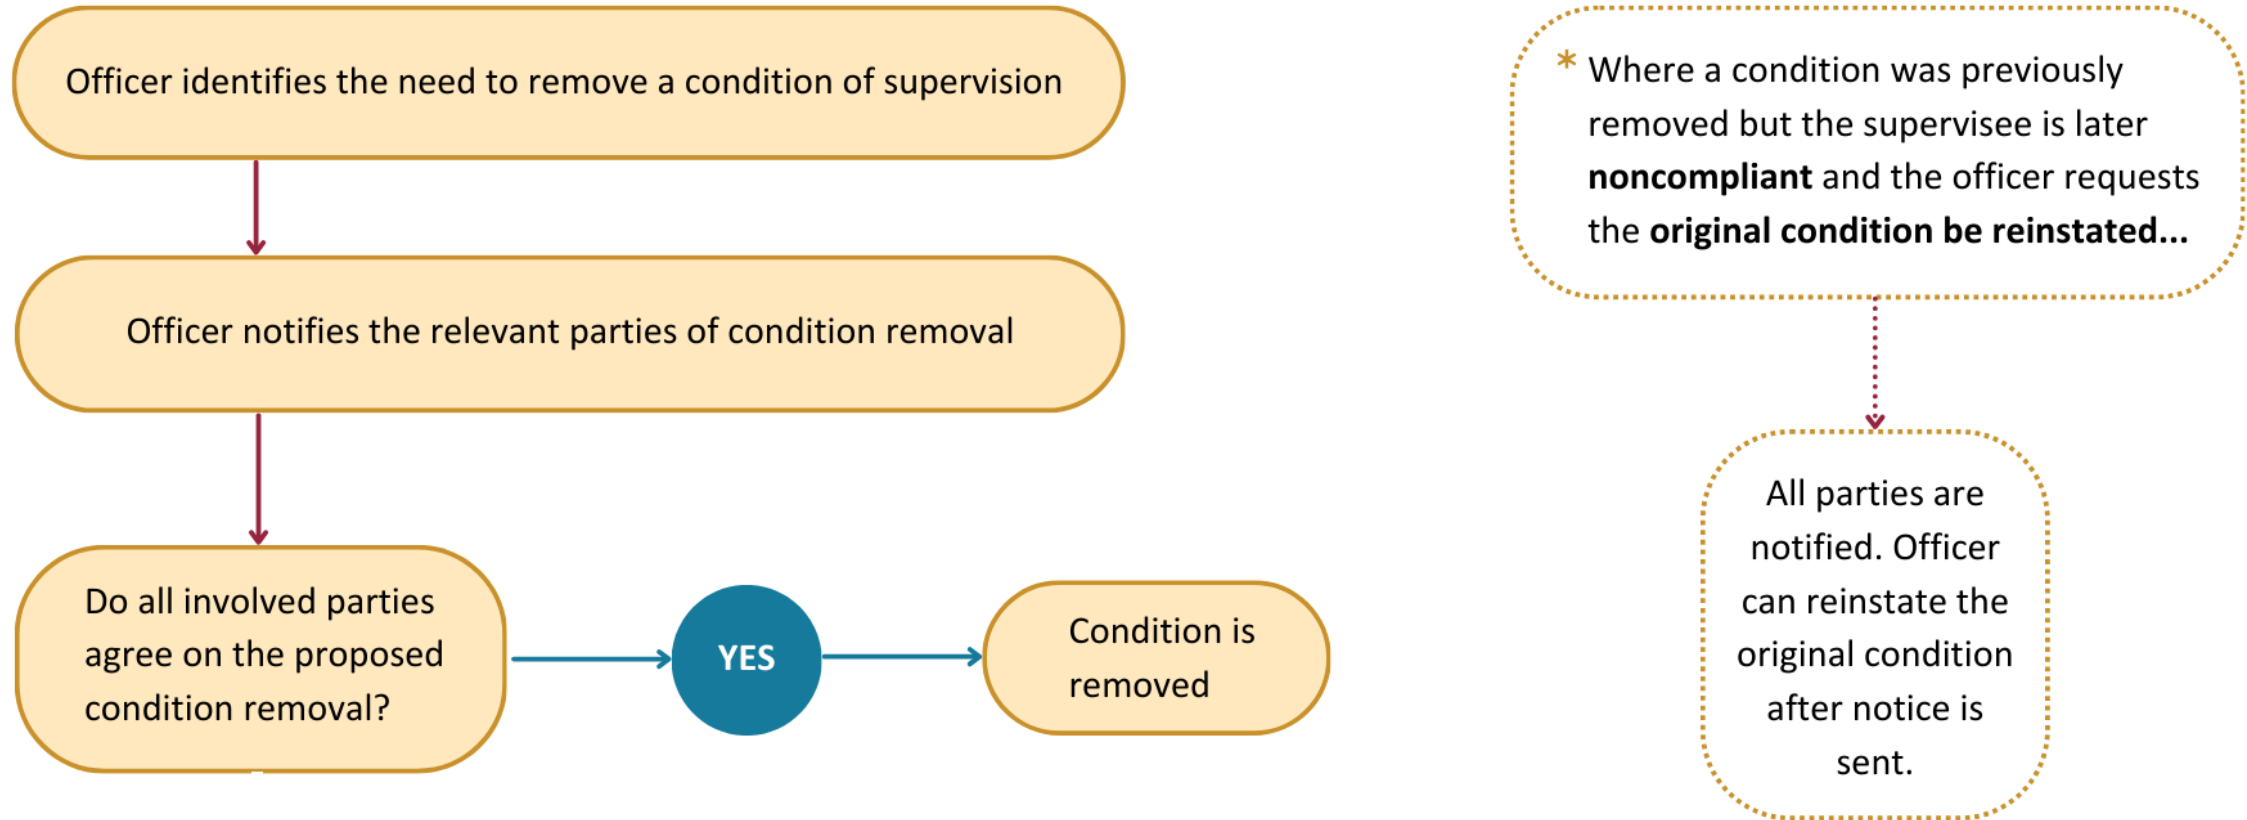 Officer identifies the need to remove a condition of supervision
Officer notifies the relevant parties of condition removal
Do all involved parties
agree on the proposed
condition removal?
YES
Condition is
removed
* Where a condition was previously
removed but the supervisee is later
noncompliant and the officer requests
the original condition be reinstated...
All parties are
notified. Officer
can reinstate the
original condition
after notice is
sent.